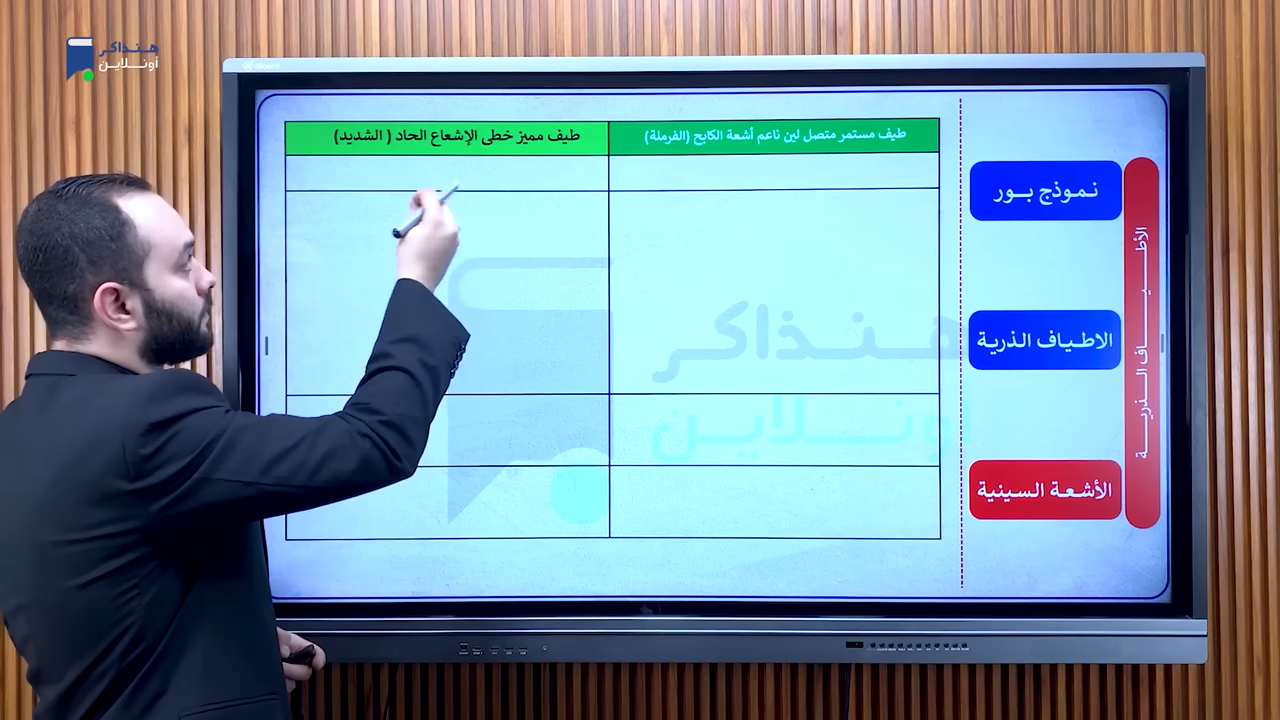 هنذاكر
أونلاين
طيف مستمر متصل لين ناعم أشعة الكابح (الفرملة)
طيف مميز خطى الإشعاع الحاد ( الشديد)
نموذج بور
الاطياف الذرية
الأشعة السينية
الأطياف الذرية
هنذاكر
أونلاين